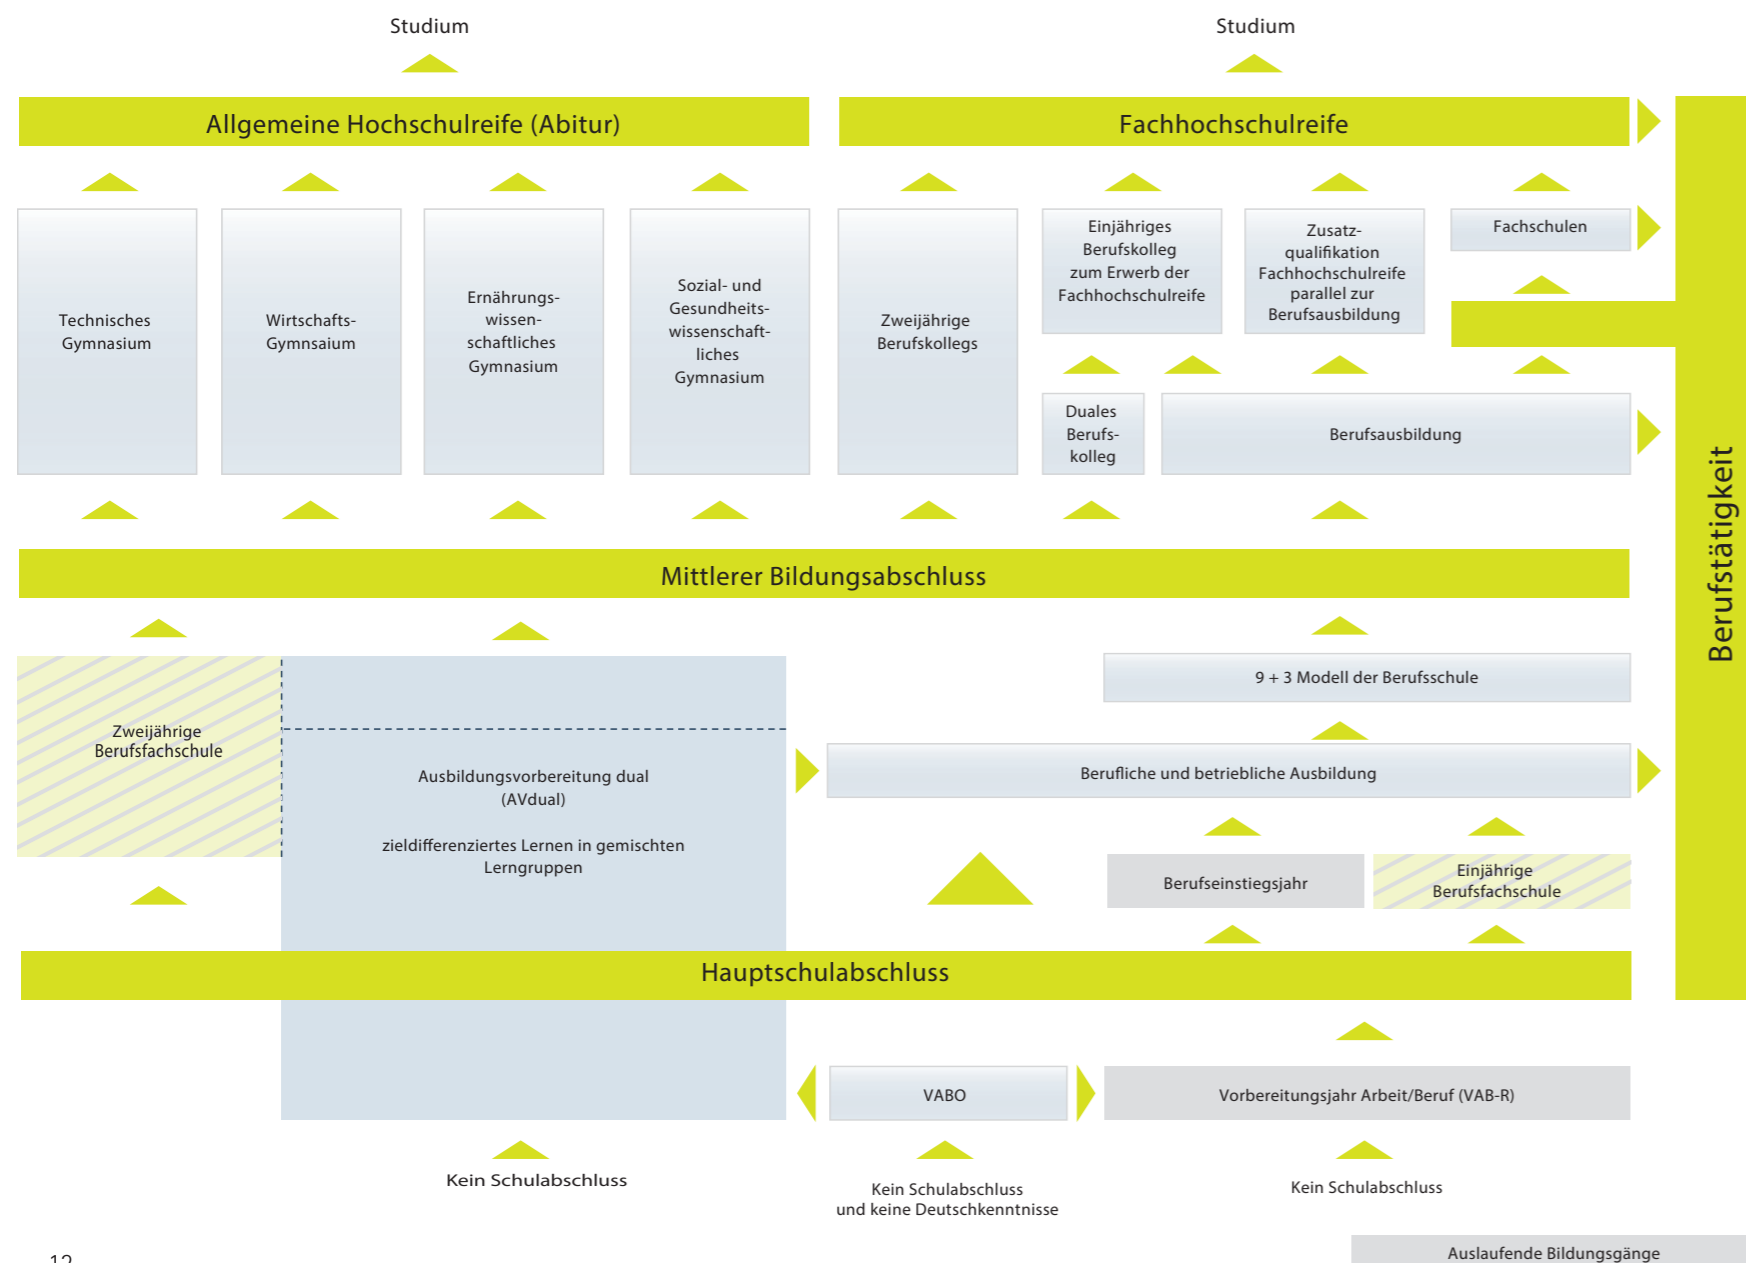 Studium
Studium
Allgemeine Hochschulreife (Abitur)
Fachhochschulreife
Technisches
Gymnasium
Wirtschafts-
Gymnsaium
Ernährungs-
wissen-
schaftliches
Gymnasium
Sozial- und
Gesundheits-
wissenschaft-
liches
Gymnasium
Zweijährige
Berufskollegs
Einjähriges
Berufskolleg
zum Erwerb der
Fachhochschulreife
Zusatz-
qualifikation
Fachhochschulreife
parallel zur
Berufsausbildung
Fachschulen
Duales
Berufs-
kolleg
Berufsausbildung
Berufstätigkeit
Mittlerer Bildungsabschluss
Zweijährige
Berufsfachschule
Ausbildungsvorbereitung dual
(AVdual)
zieldifferenziertes Lernen in gemischten
Lerngruppen
9 + 3 Modell der Berufsschule
Berufliche und betriebliche Ausbildung
Berufseinstiegsjahr
Einjährige
Berufsfachschule
Hauptschulabschluss
VABO
Vorbereitungsjahr Arbeit/Beruf (VAB-R)
Kein Schulabschluss
Kein Schulabschluss
und keine Deutschkenntnisse
Kein Schulabschluss
12
Auslaufende Bildungsgänge